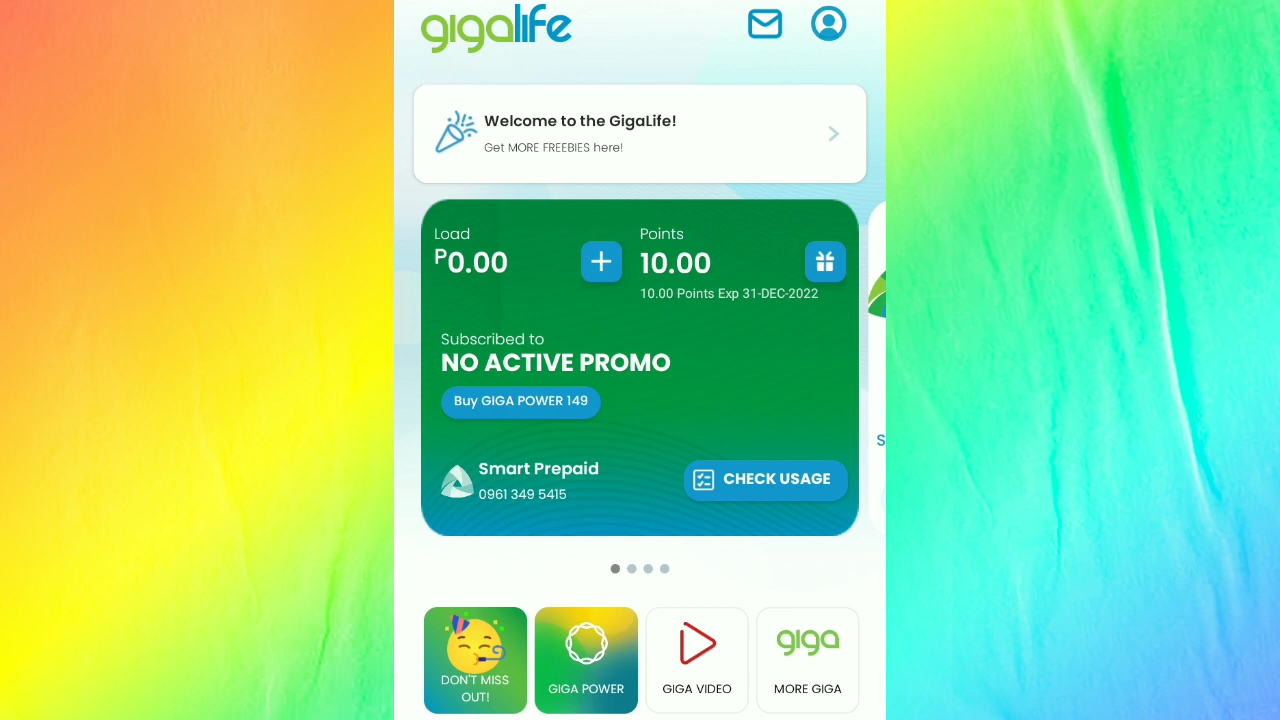 gigalife
Welcome to the GigaLife!
Get MORE FREEBIES here!
Load
₱0.00
Points
10.00
10.00 Points Exp 31-DEC-2022
Subscribed to
NO ACTIVE PROMO
Buy GIGA POWER 149
Smart Prepaid
0961 349 5415
CHECK USAGE
S
DON'T MISS
OUT!
GIGA POWER
GIGA VIDEO
giga
MORE GIGA